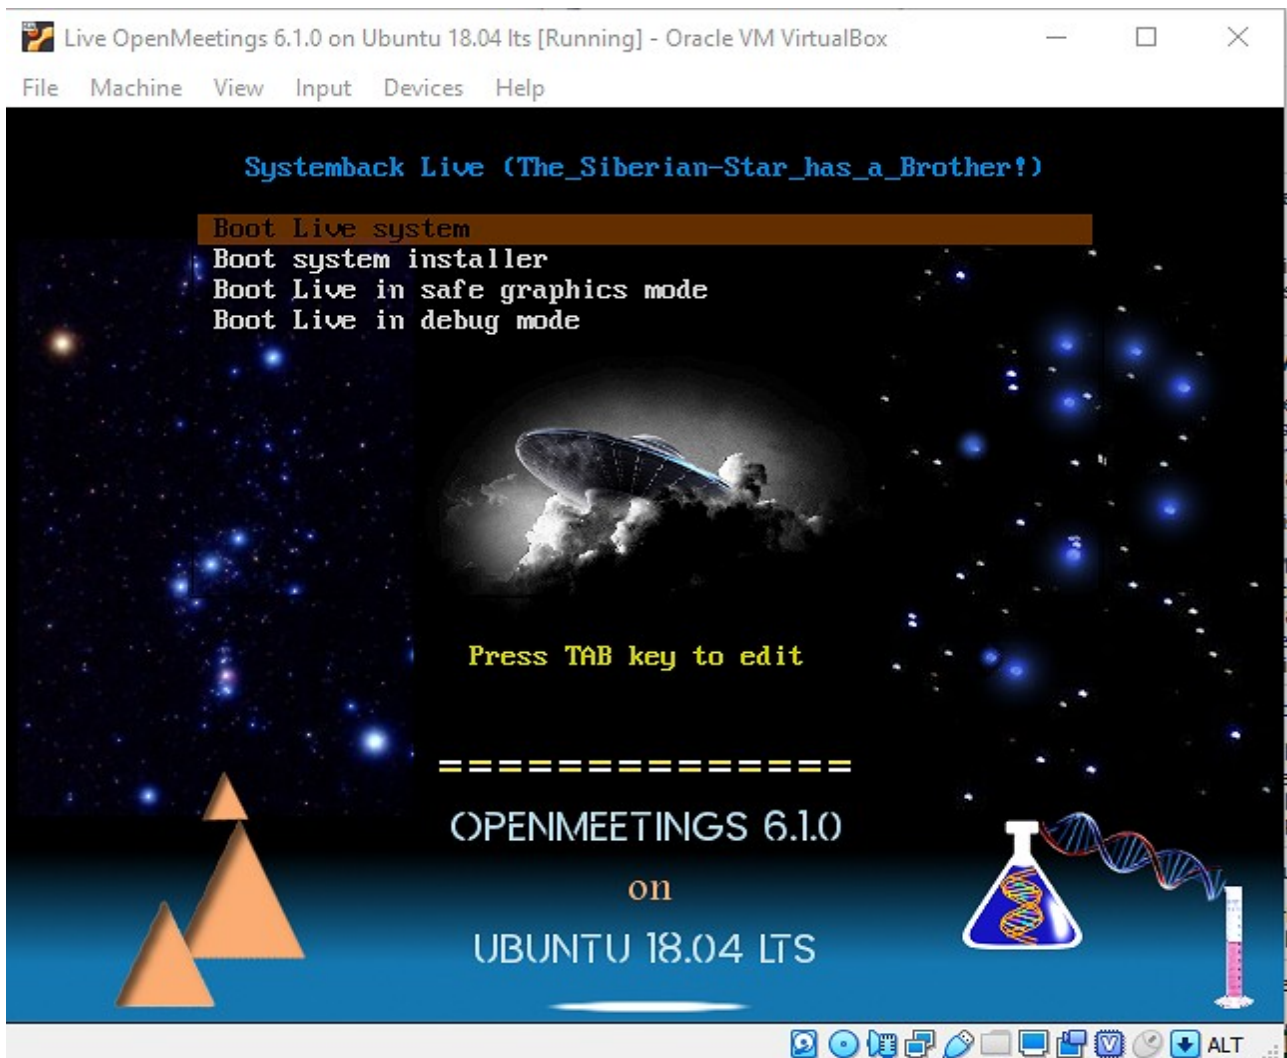 Live OpenMeetings 6.1.0 on Ubuntu 18.04 lts [Running] - Oracle VM VirtualBox
File Machine View Input Devices Help
Systemback Live (The_Siberian-Star_has_a_Brother!)
Boot Live system
Boot system installer
Boot Live in safe graphics mode
Boot Live in debug mode
Press TAB key to edit
==============
OPENMEETINGS 6.1.0
on
UBUNTU 18.04 LTS
ALT